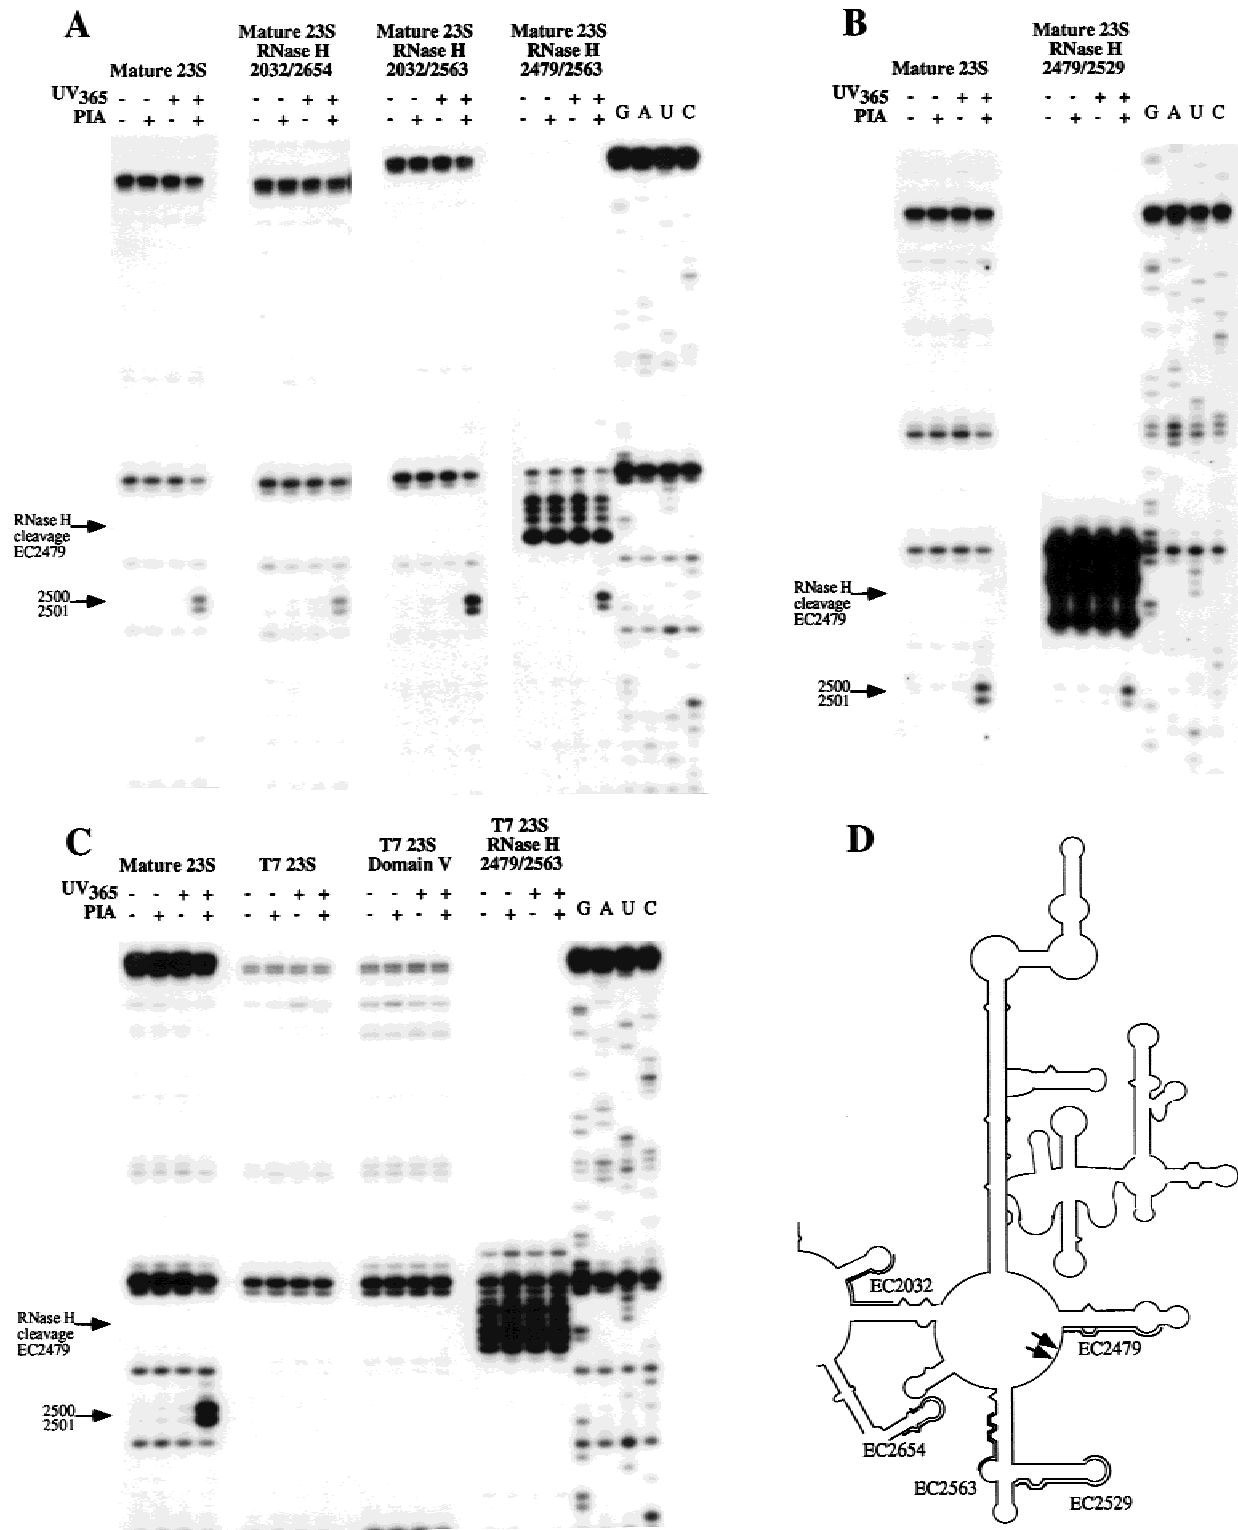 A
Mature 23S
Mature 23S
RNase H
2032/2654
Mature 23S
RNase H
2032/2563
Mature 23S
RNase H
2479/2563
UV365 - - + + - - + + - - + + - - + +
PIA - + - + - + - + - + - + - + - +
G A U C
RNase H
cleavage
EC2479
2500
2501
B
Mature 23S
Mature 23S
RNase H
2479/2529
UV365 - - + + - - + +
PIA - + - + - + - +
G A U C
RNase H
cleavage
EC2479
2500
2501
C
Mature 23S
T7 23S
T7 23S
Domain V
T7 23S
RNase H
2479/2563
UV365 - - + + - - + + - - + + - - + +
PIA - + - + - + - + - + - + - + - +
G A U C
RNase H
cleavage
EC2479
2500
2501
D
EC2032
EC2479
EC2654
EC2563
EC2529